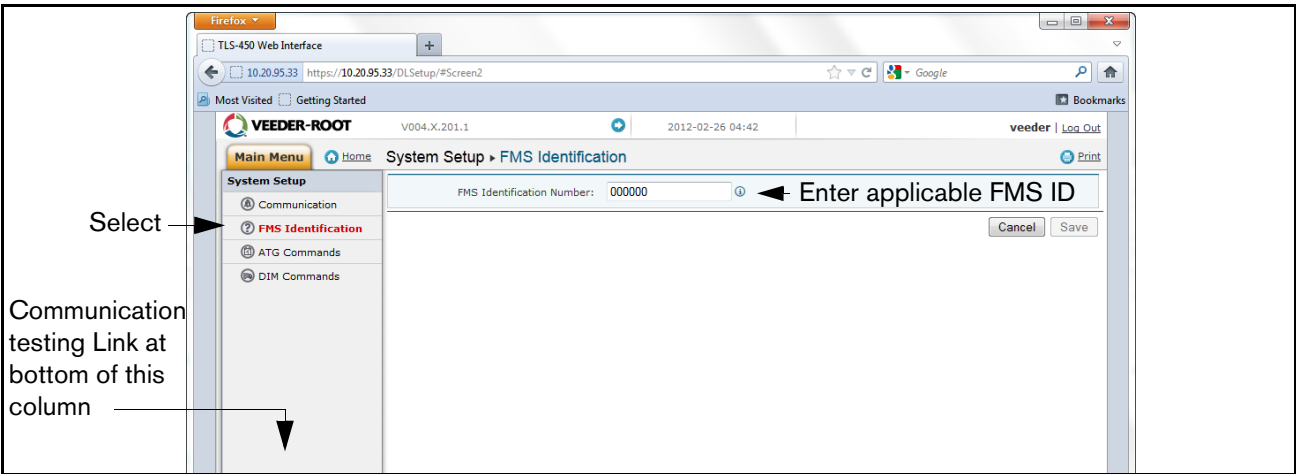 Firefox
TLS-450 Web Interface
10.20.95.33 https://10.20.95.33/DLSetup/#Screen2
Google
Most Visited Getting Started
Bookmarks
VEEDER-ROOT V004.X.201.1 2012-02-26 04:42 veeder | Log Out
Main Menu Home System Setup ▸ FMS Identification Print
System Setup
FMS Identification Number: 000000
Enter applicable FMS ID
Communication
Cancel Save
Select
FMS Identification
ATG Commands
DIM Commands
Communication
testing Link at
bottom of this
column